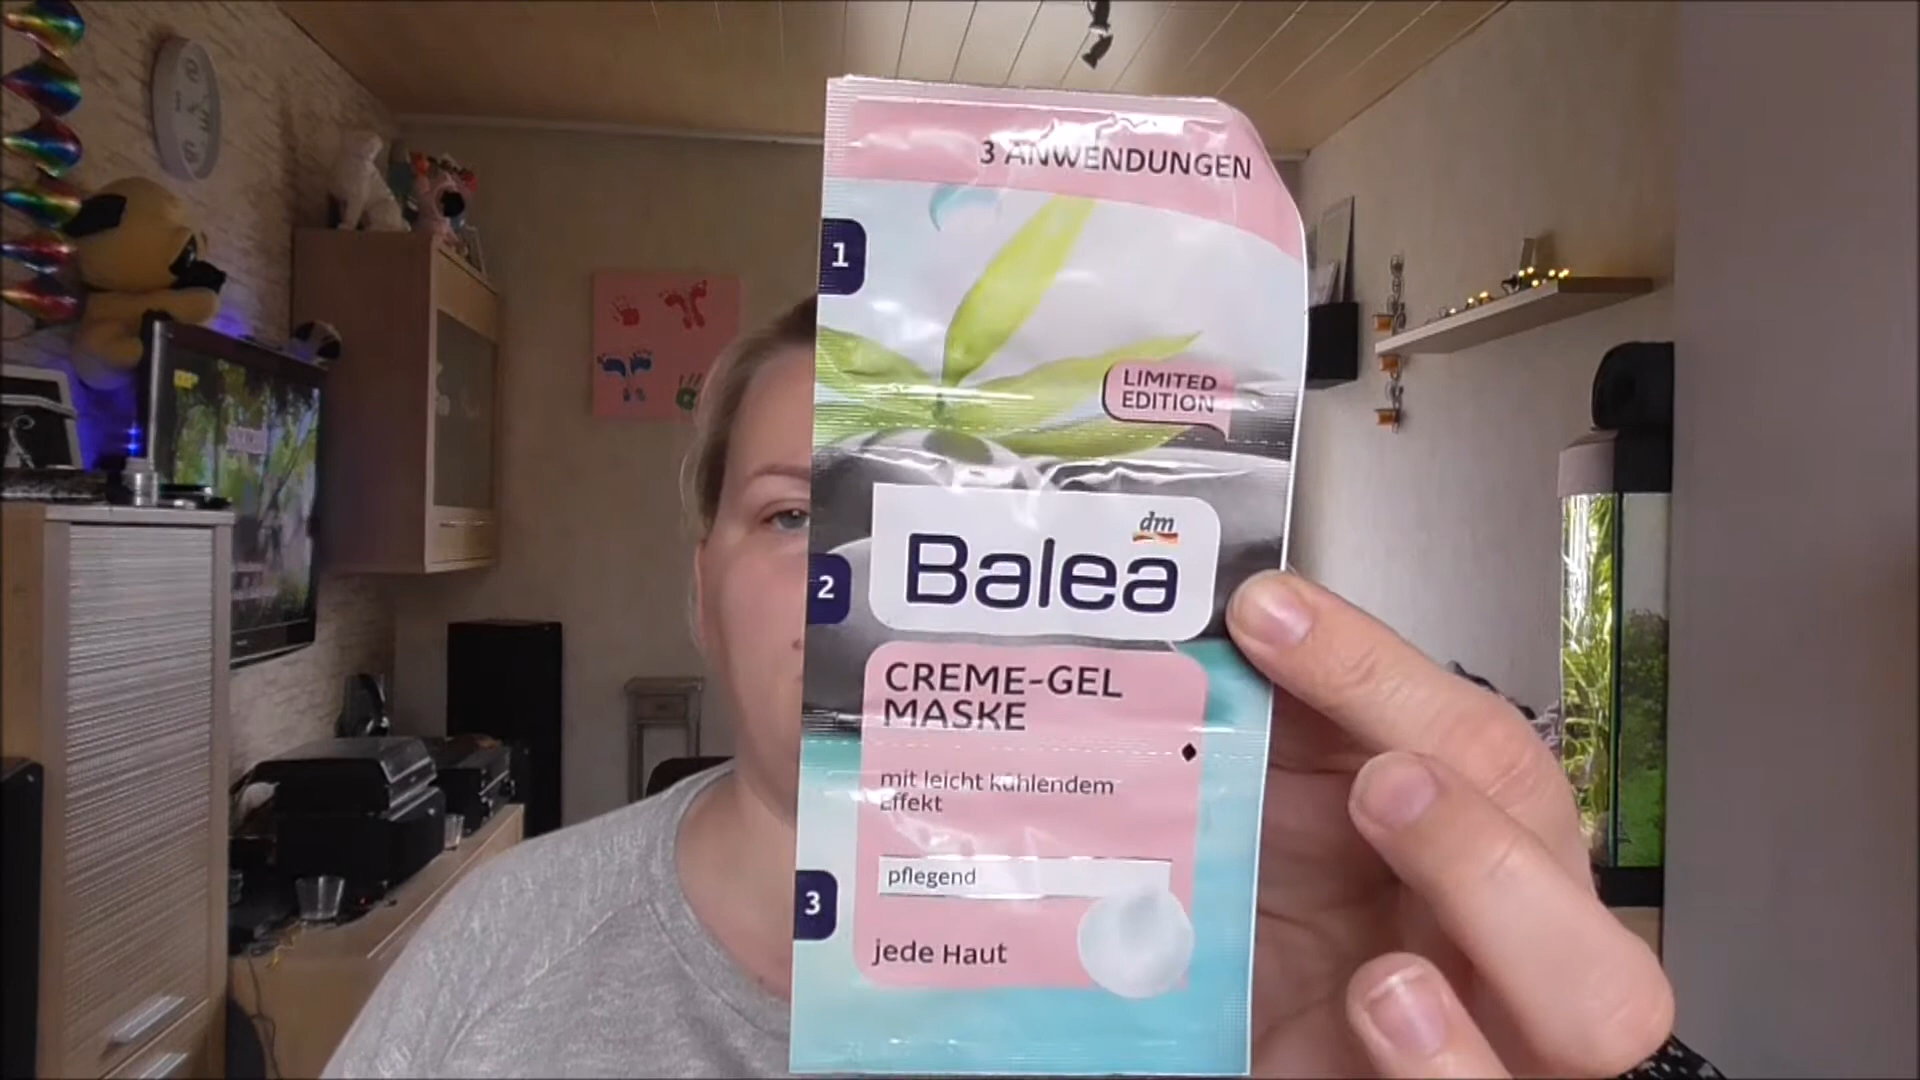 3 ANWENDUNGEN
1
LIMITED
EDITION
dm
Balea
2
CREME-GEL
MASKE
mit leicht kühlendem
Effekt
pflegend
3
jede Haut